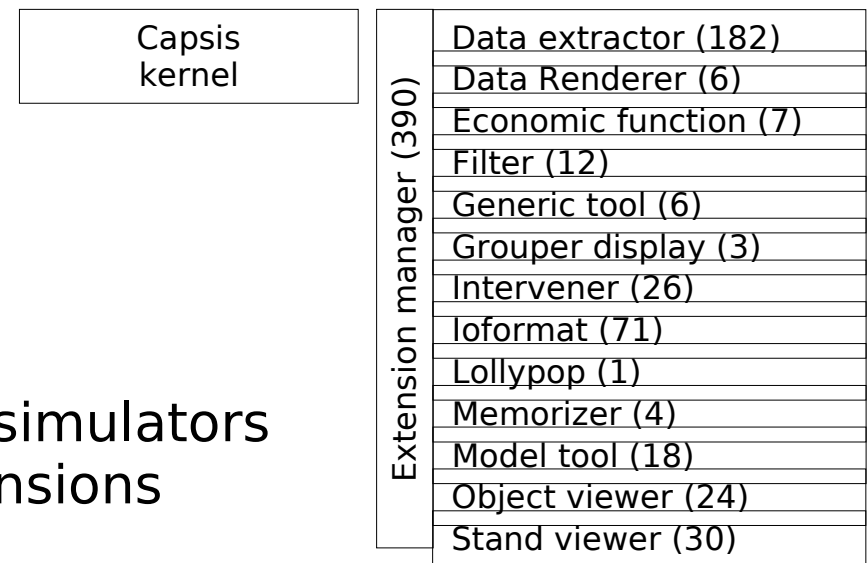 Capsis
kernel
Extension manager (390)
Data extractor (182)
Data Renderer (6)
Economic function (7)
Filter (12)
Generic tool (6)
Grouper display (3)
Intervener (26)
Ioformat (71)
Lollypop (1)
Memorizer (4)
Model tool (18)
Object viewer (24)
Stand viewer (30)
simulators
nsions